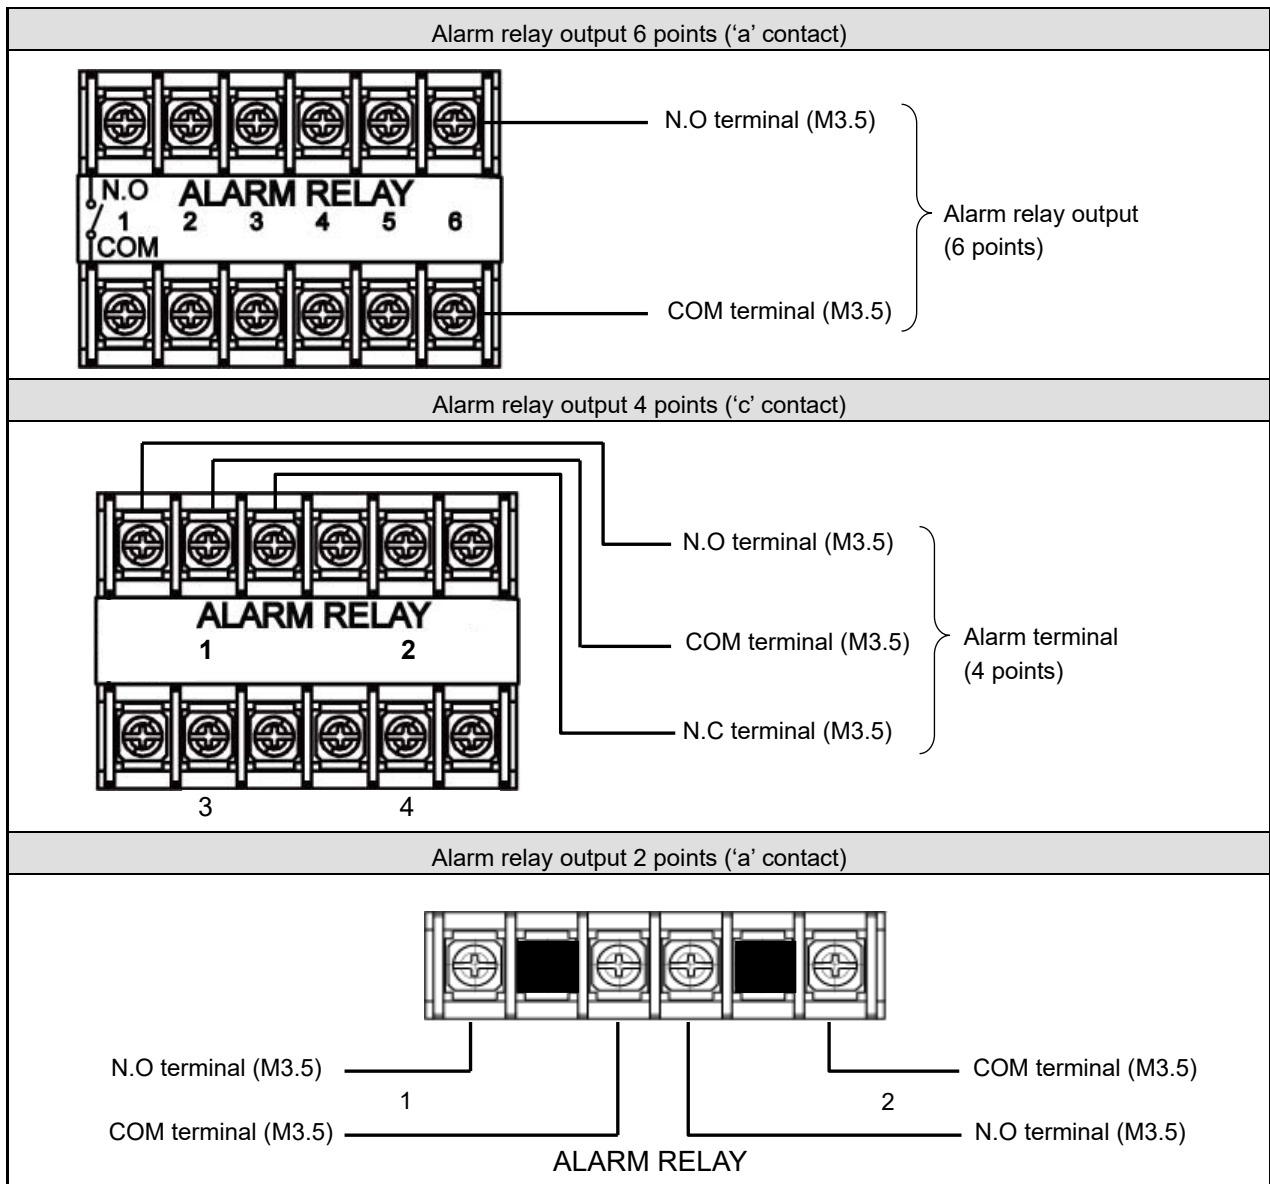 Alarm relay output 6 points (‘a’ contact)
N.O terminal (M3.5)
N.O
ALARM RELAY
1 2 3 4 5 6
COM
Alarm relay output
(6 points)
COM terminal (M3.5)
Alarm relay output 4 points (‘c’ contact)
N.O terminal (M3.5)
ALARM RELAY
1 2
COM terminal (M3.5)
Alarm terminal
(4 points)
N.C terminal (M3.5)
3 4
Alarm relay output 2 points (‘a’ contact)
N.O terminal (M3.5)
COM terminal (M3.5)
1
2
COM terminal (M3.5)
N.O terminal (M3.5)
ALARM RELAY